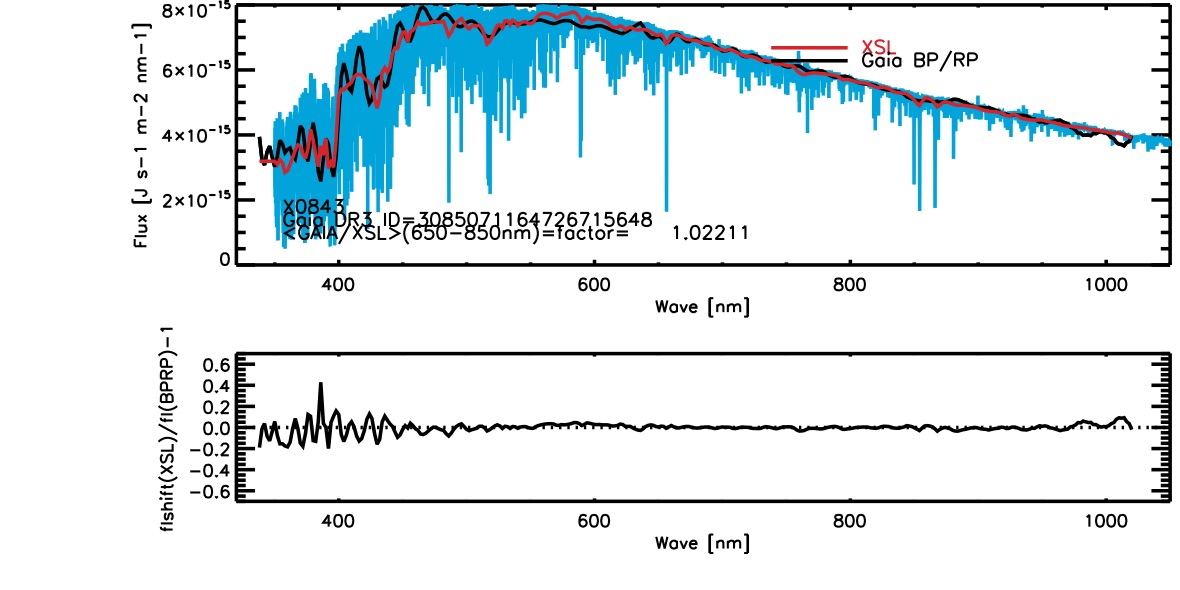 8×10−15
6×10−15
4×10−15
2×10−15
0
Flux [J s−1 m−2 nm−1]
XSL
Gaia BP/RP
X0843
Gaia DR3 ID=3085071164726715648
<GAIA/XSL>(650−850nm)=factor= 1.02211
400 600 800 1000
Wave [nm]
flshift(XSL)/fl(BPRP)−1
0.6
0.4
0.2
0.0
−0.2
−0.4
−0.6
400 600 800 1000
Wave [nm]